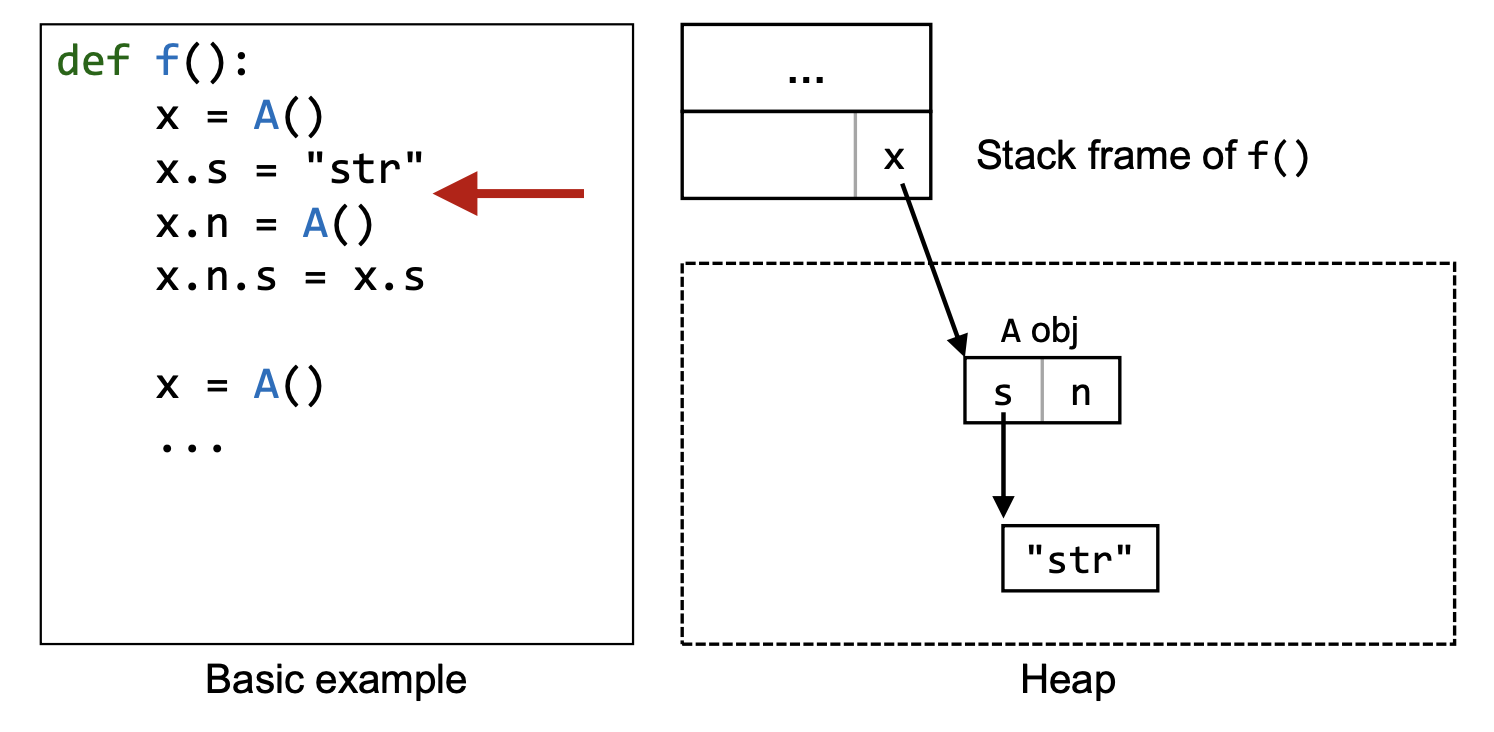 def f():
x = A()
x.s = "str"
x.n = A()
x.n.s = x.s
x = A()
...
Basic example
...
x
Stack frame of f()
A obj
s n
"str"
Heap